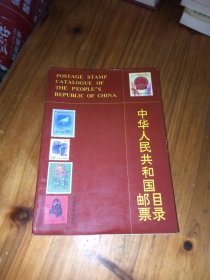 POSTAGE STAMP
CATALOGUE OF
THE PEOPLE'S
REPUBLIC OF CHINA
中华人民共和国邮票
目录